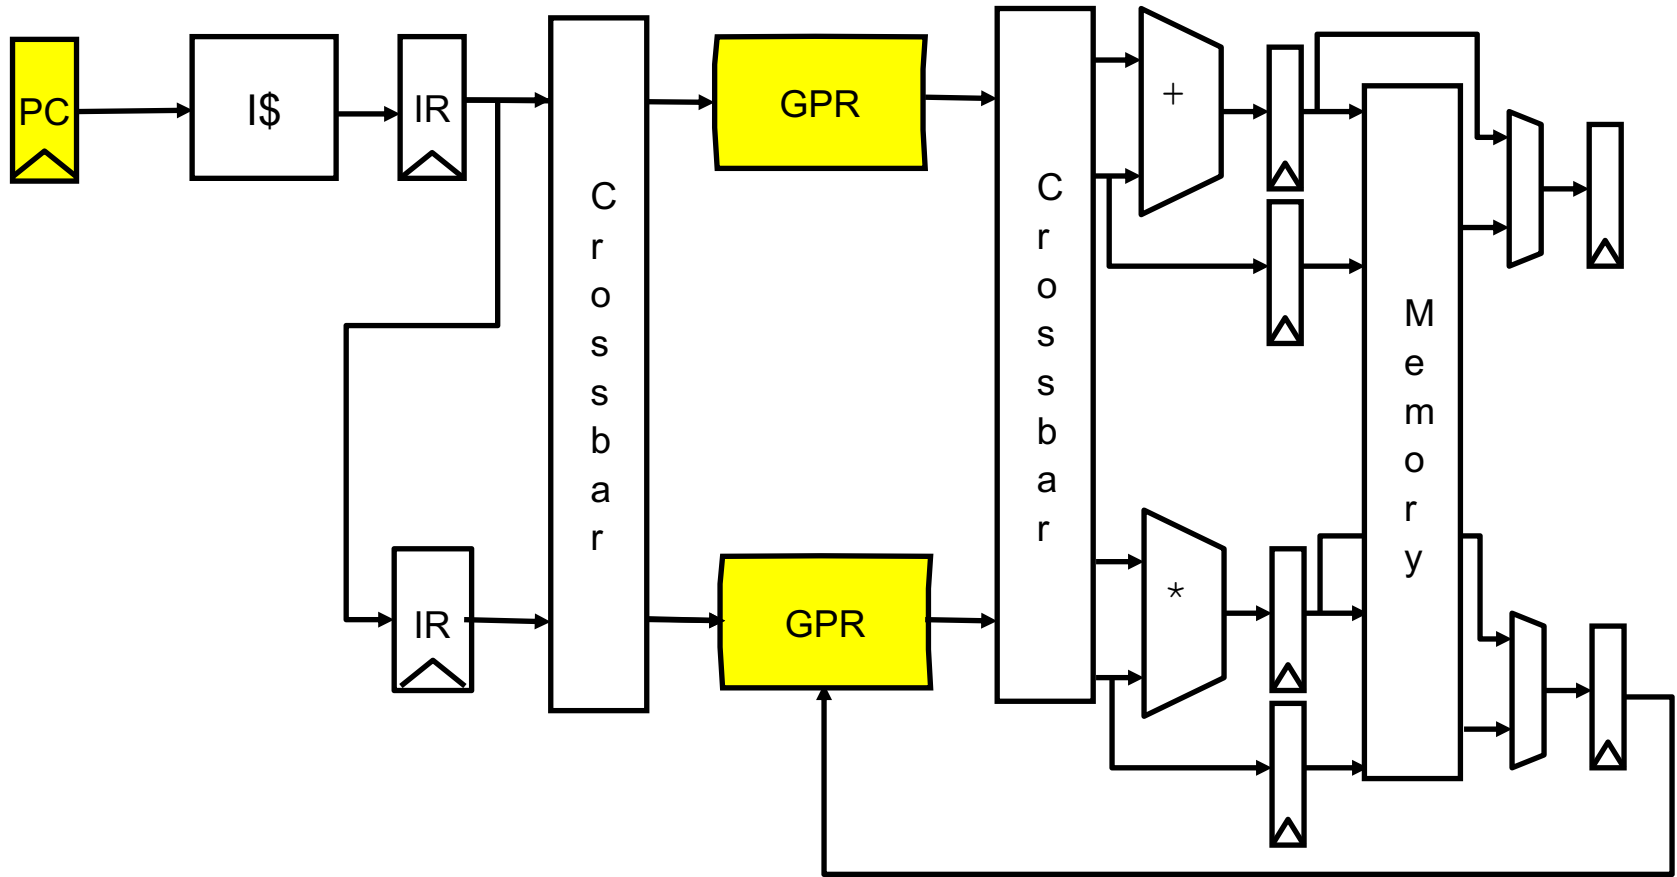 PC
I$
IR
Crossbar
GPR
Crossbar
+
Memory
IR
GPR
*